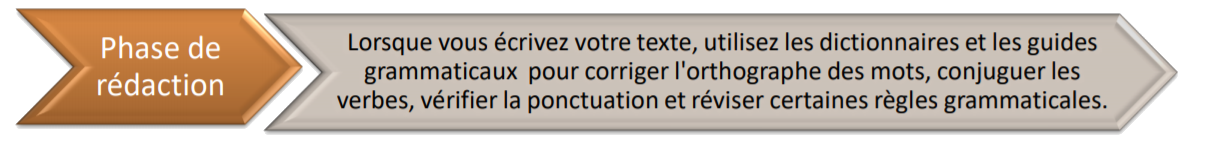 Phase de
rédaction
Lorsque vous écrivez votre texte, utilisez les dictionnaires et les guides
grammaticaux pour corriger l'orthographe des mots, conjuguer les
verbes, vérifier la ponctuation et réviser certaines règles grammaticales.